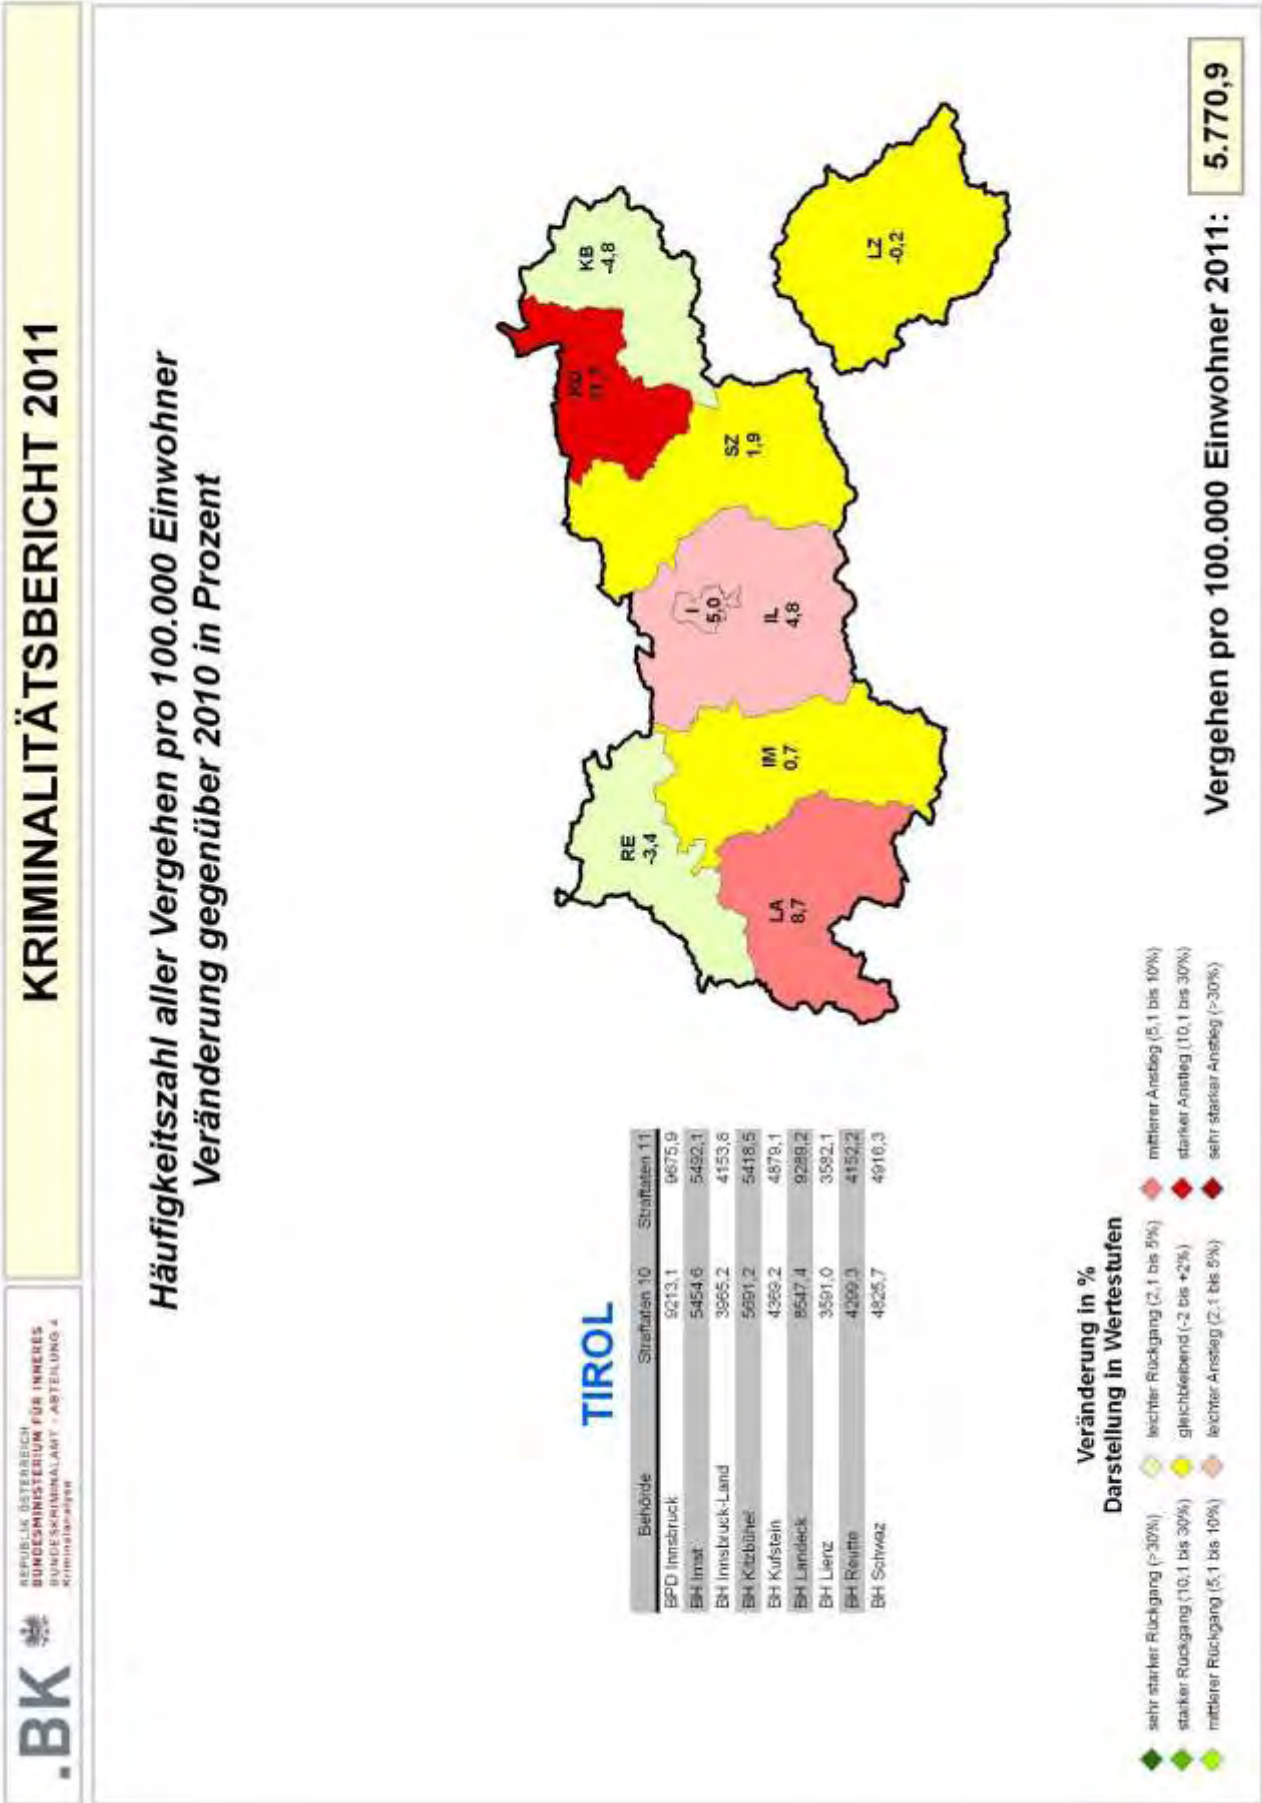 .BK
REPUBLIK ÖSTERREICH
BUNDESMINISTERIUM FÜR INNERES
BUNDESKRIMINALAMT - ABTEILUNG 4
Kriminalanalyse
KRIMINALITÄTSBERICHT 2011
Häufigkeitszahl aller Vergehen pro 100.000 Einwohner
Veränderung gegenüber 2010 in Prozent
TIROL
Behörde Straftaten 10 Straftaten 11
BPD Innsbruck 9213,1 9675,9
BH Imst 5454,6 5492,1
BH Innsbruck-Land 3965,2 4153,8
BH Kitzbühel 5691,2 5418,5
BH Kufstein 4369,2 4879,1
BH Landeck 8547,4 9289,2
BH Lienz 3591,0 3582,1
BH Reutte 4299,3 4152,2
BH Schwaz 4825,7 4916,3
RE
-3,4
LA
8,7
IM
0,7
I
5,0
IL
4,8
SZ
1,9
KU
11,7
KB
-4,8
LZ
-0,2
Veränderung in %
Darstellung in Wertestufen
sehr starker Rückgang (>30%)
starker Rückgang (10,1 bis 30%)
mittlerer Rückgang (5,1 bis 10%)
leichter Rückgang (2,1 bis 5%)
gleichbleibend (-2 bis +2%)
leichter Anstieg (2,1 bis 5%)
mittlerer Anstieg (5,1 bis 10%)
starker Anstieg (10,1 bis 30%)
sehr starker Anstieg (>30%)
Vergehen pro 100.000 Einwohner 2011: 5.770,9